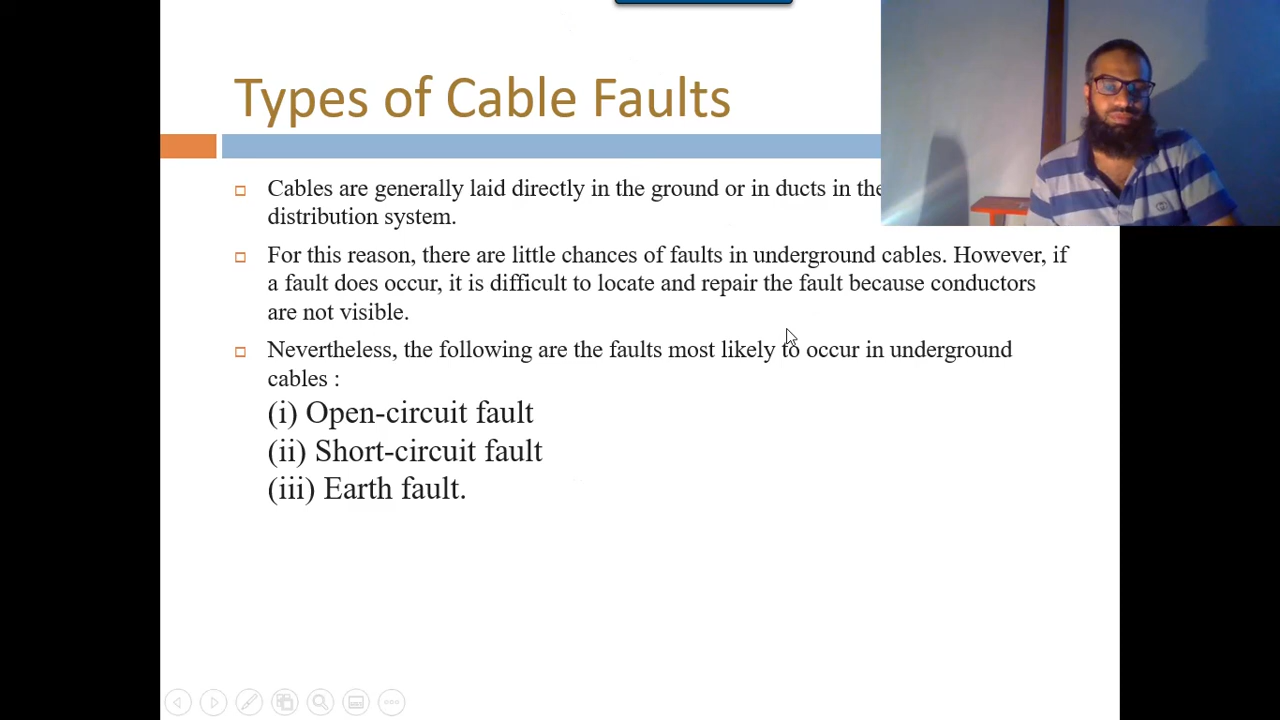 Types of Cable Faults
Cables are generally laid directly in the ground or in ducts in the
distribution system.
For this reason, there are little chances of faults in underground cables. However, if
a fault does occur, it is difficult to locate and repair the fault because conductors
are not visible.
Nevertheless, the following are the faults most likely to occur in underground
cables :
(i) Open-circuit fault
(ii) Short-circuit fault
(iii) Earth fault.